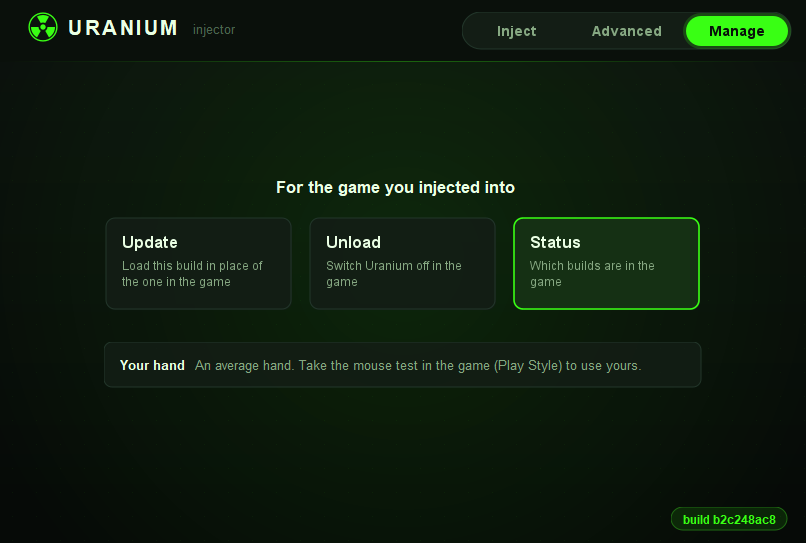 URANIUM injector
Inject Advanced Manage
For the game you injected into
Update
Load this build in place of
the one in the game
Unload
Switch Uranium off in the
game
Status
Which builds are in the
game
Your hand An average hand. Take the mouse test in the game (Play Style) to use yours.
build b2c248ac8